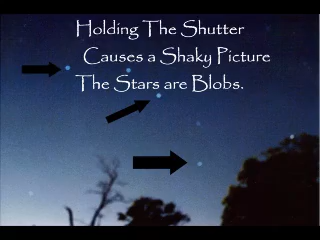 Holding The Shutter
Causes a Shaky Picture
The Stars are Blobs.